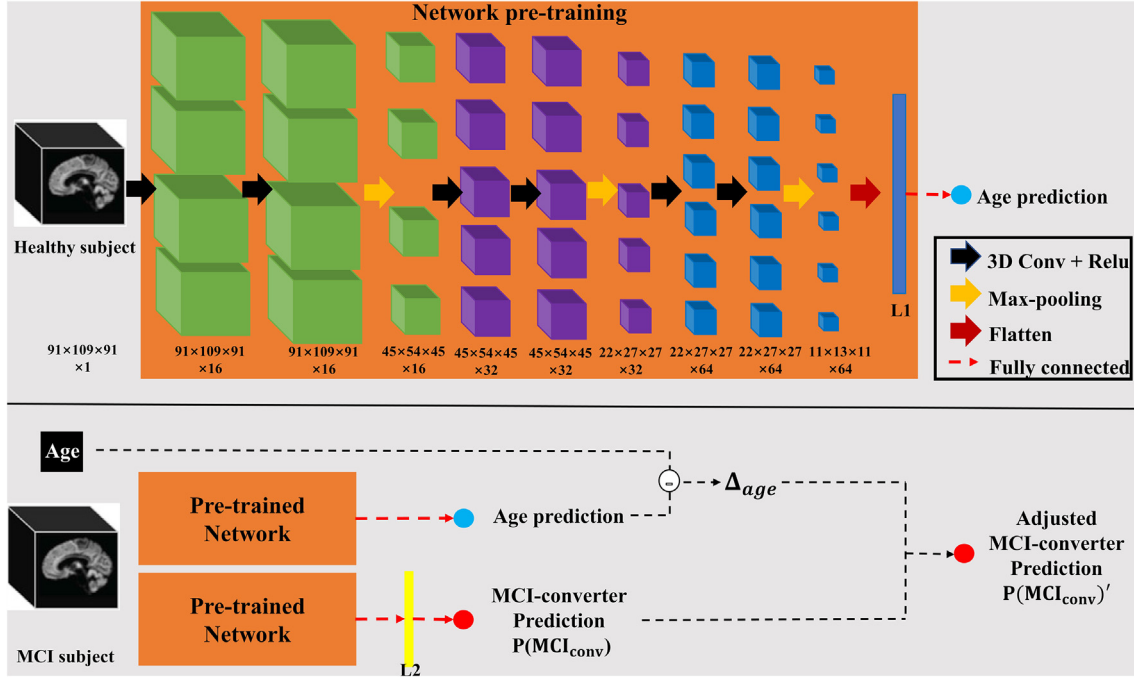 Network pre-training
Healthy subject
91×109×91
×1
91×109×91
×16
91×109×91
×16
45×54×45
×16
45×54×45
×32
45×54×45
×32
22×27×27
×32
22×27×27
×64
22×27×27
×64
11×13×11
×64
L1
Age prediction
3D Conv + Relu
Max-pooling
Flatten
Fully connected
Age
MCI subject
Pre-trained
Network
Age prediction
-
Δage
Pre-trained
Network
L2
MCI-converter
Prediction
P(MCIconv)
Adjusted
MCI-converter
Prediction
P(MCIconv)′